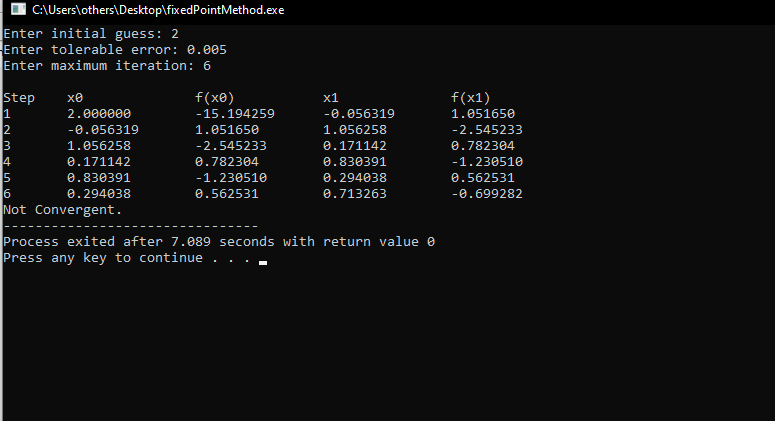 C:\Users\others\Desktop\fixedPointMethod.exe
Enter initial guess: 2
Enter tolerable error: 0.005
Enter maximum iteration: 6
Step x0 f(x0) x1 f(x1)
1 2.000000 -15.194259 -0.056319 1.051650
2 -0.056319 1.051650 1.056258 -2.545233
3 1.056258 -2.545233 0.171142 0.782304
4 0.171142 0.782304 0.830391 -1.230510
5 0.830391 -1.230510 0.294038 0.562531
6 0.294038 0.562531 0.713263 -0.699282
Not Convergent.
--------------------------------
Process exited after 7.089 seconds with return value 0
Press any key to continue . . .